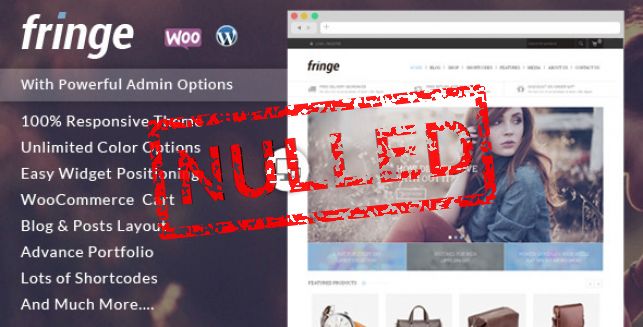 fringe
Woo
With Powerful Admin Options
100% Responsive Theme
Unlimited Color Options
Easy Widget Positioning
WooCommerce Cart
Blog & Posts Layout
Advance Portfolio
Lots of Shortcodes
And Much More....
NULLED
fringe
HOME
BLOG
SHOP
SHORTCODES
FEATURES
MEDIA
ABOUT US
CONTACT US
FEATURED PRODUCTS